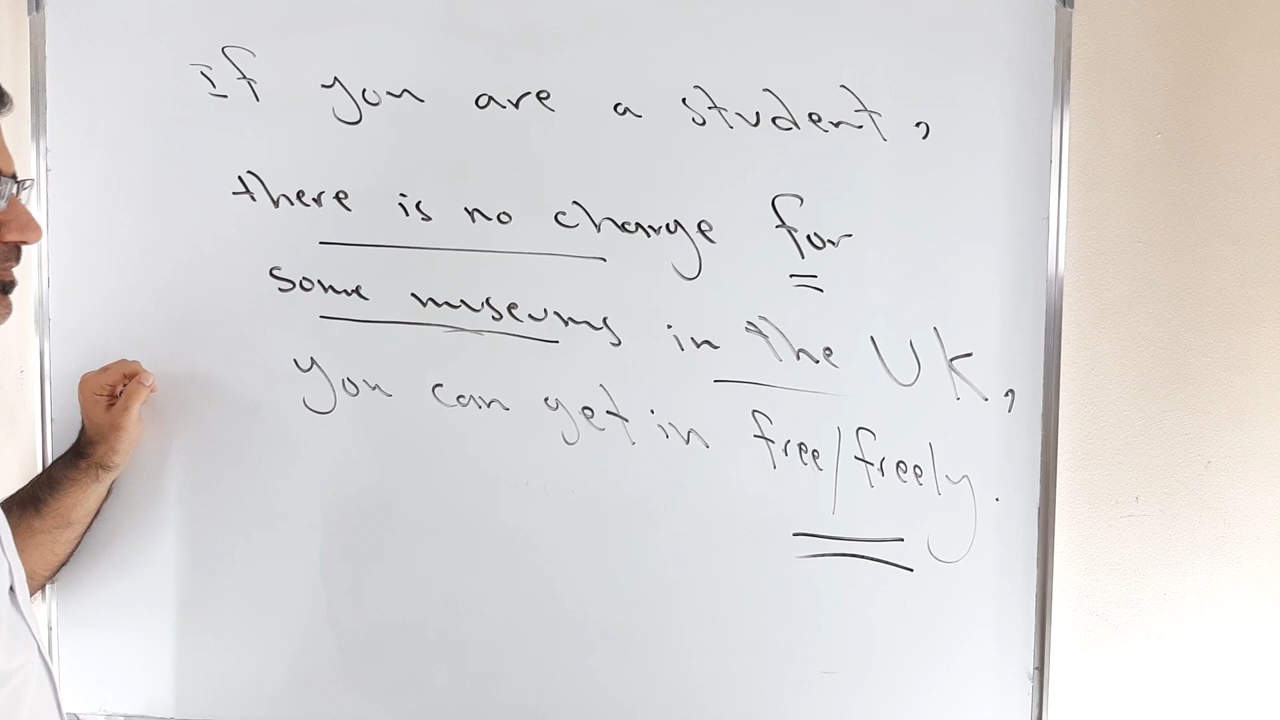 If you are a student,
there is no charge for
some museums in the UK,
you can get in free/freely.